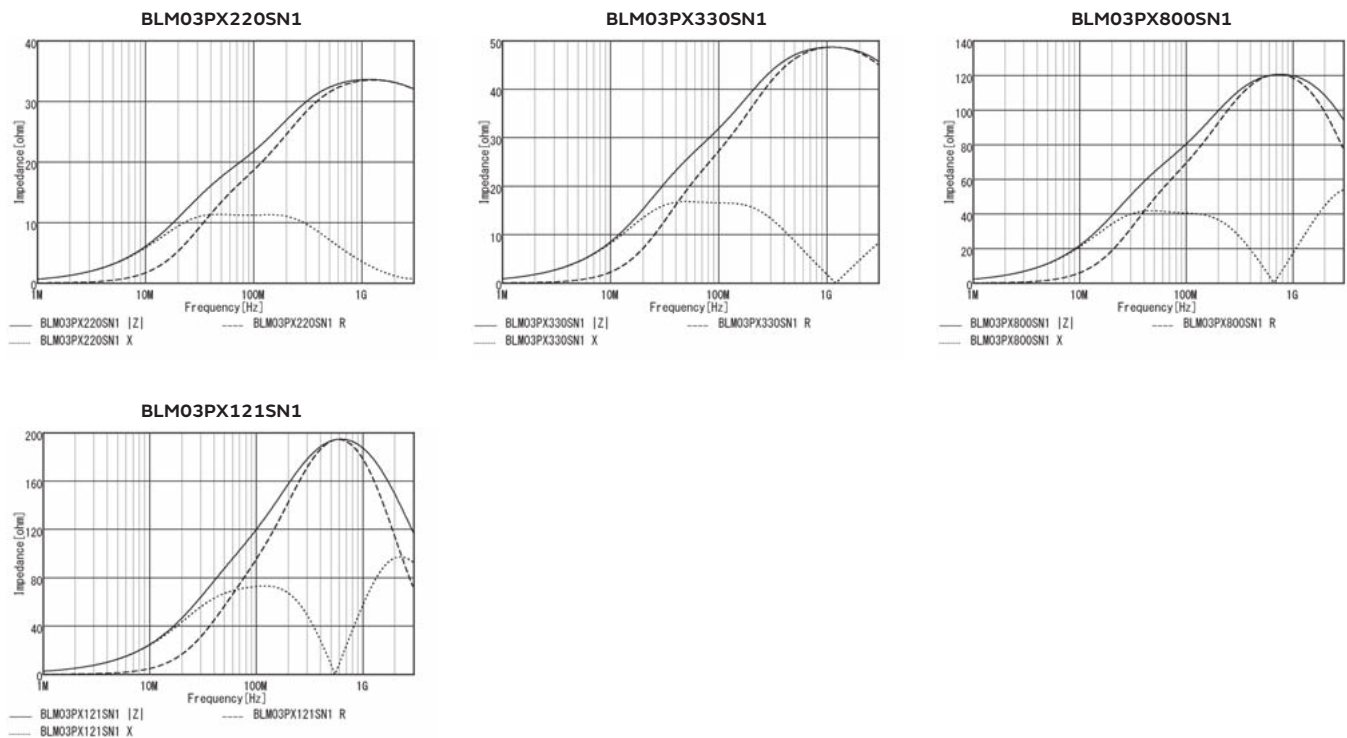 BLM03PX220SN1
40
30
20
10
0
Impedance[ohm]
1M 10M 100M 1G
Frequency[Hz]
BLM03PX220SN1 |Z| BLM03PX220SN1 R
BLM03PX220SN1 X
BLM03PX330SN1
50
40
30
20
10
0
Impedance[ohm]
1M 10M 100M 1G
Frequency[Hz]
BLM03PX330SN1 |Z| BLM03PX330SN1 R
BLM03PX330SN1 X
BLM03PX800SN1
140
120
100
80
60
40
20
0
Impedance[ohm]
1M 10M 100M 1G
Frequency[Hz]
BLM03PX800SN1 |Z| BLM03PX800SN1 R
BLM03PX800SN1 X
BLM03PX121SN1
200
160
120
80
40
0
Impedance[ohm]
1M 10M 100M 1G
Frequency[Hz]
BLM03PX121SN1 |Z| BLM03PX121SN1 R
BLM03PX121SN1 X